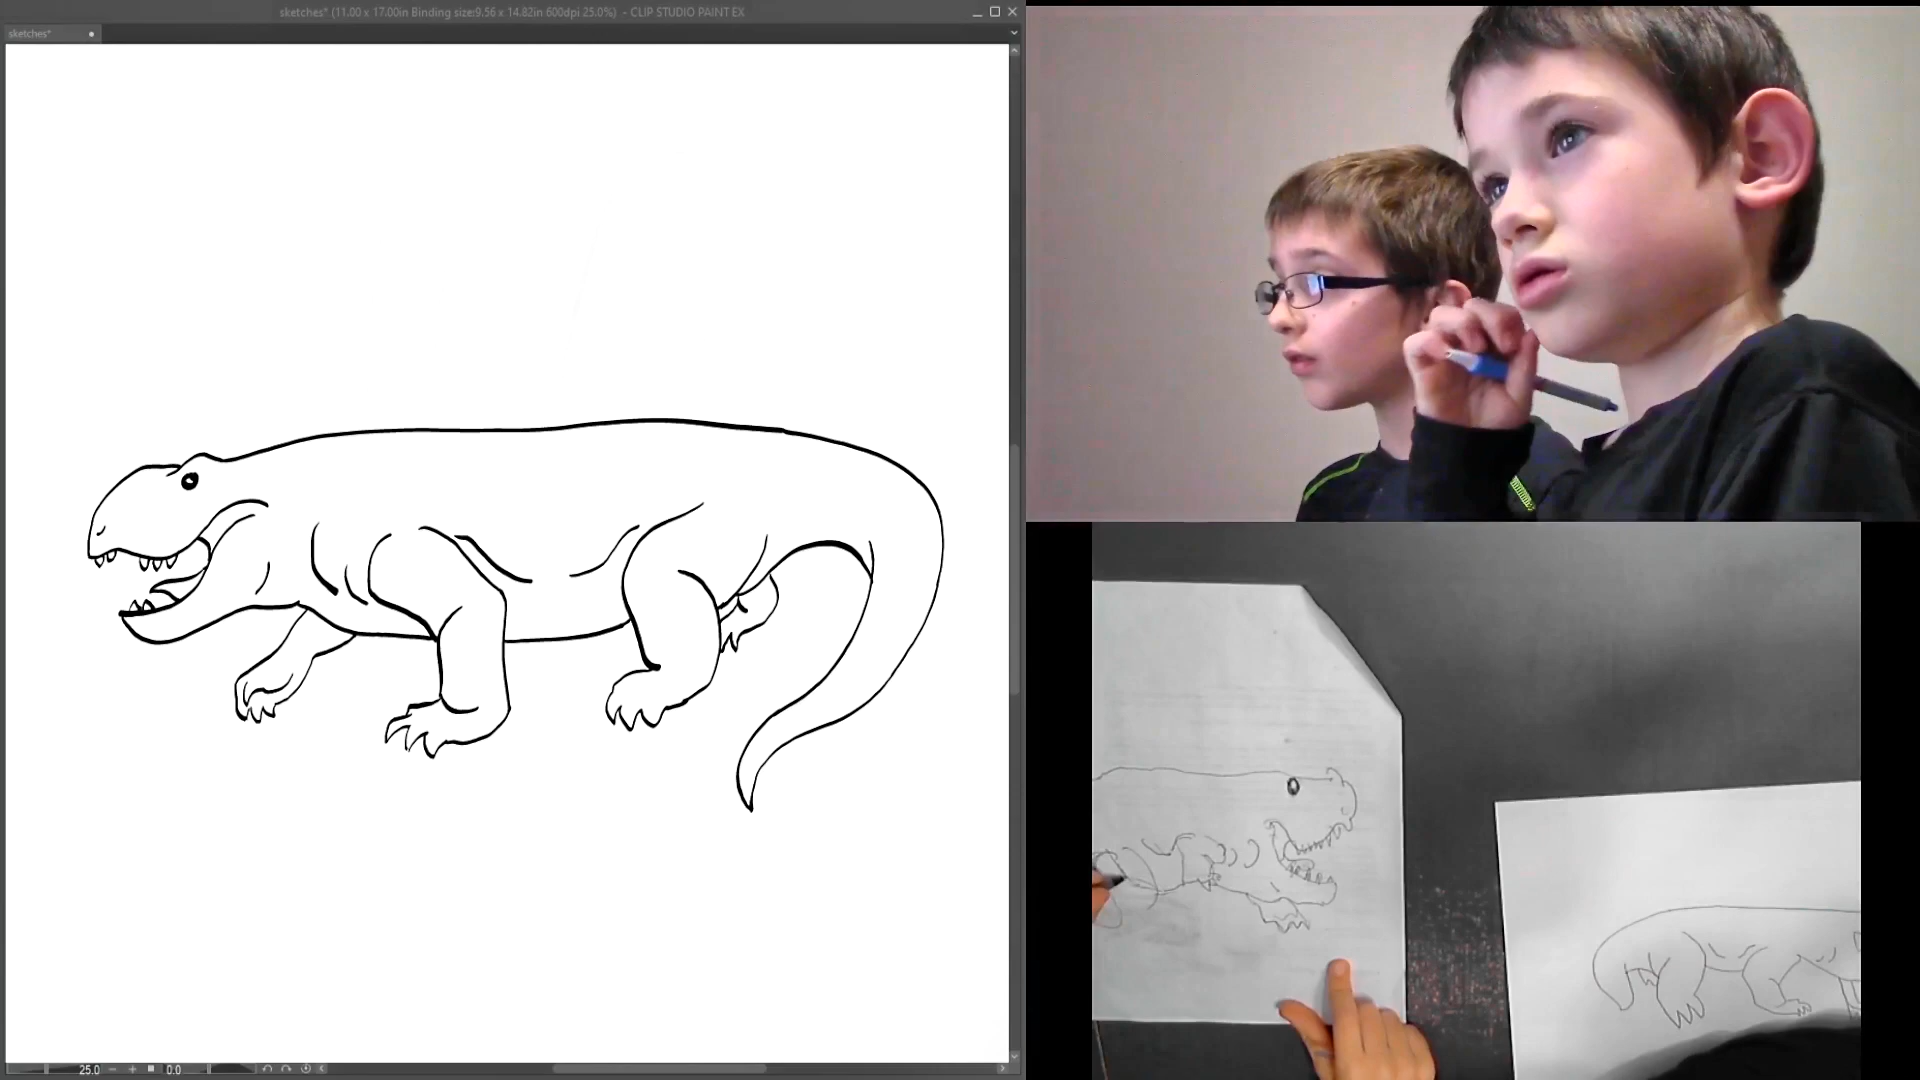 sketches* (11.00 x 17.00in Binding size:9.56 x 14.82in 600dpi 25.0%) - CLIP STUDIO PAINT EX
sketches*
25.0
0.0